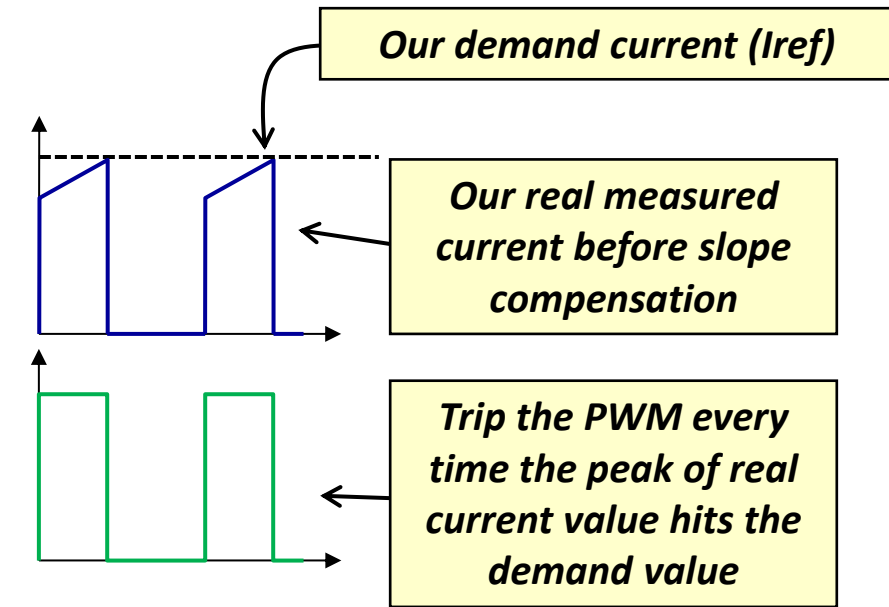 Our demand current (Iref)
Our real measured
current before slope
compensation
Trip the PWM every
time the peak of real
current value hits the
demand value